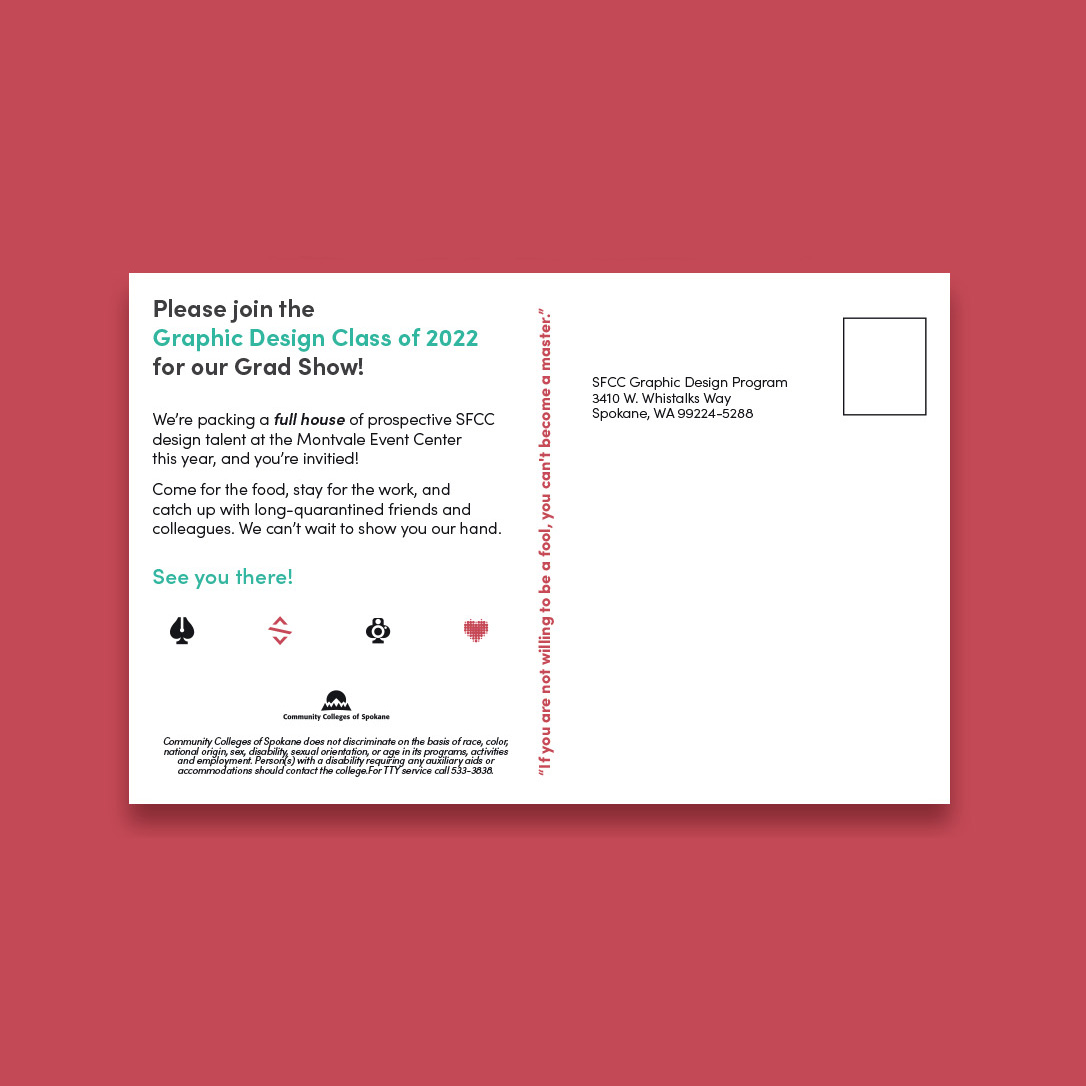 Please join the
Graphic Design Class of 2022
for our Grad Show!
We’re packing a full house of prospective SFCC
design talent at the Montvale Event Center
this year, and you’re invitied!
Come for the food, stay for the work, and
catch up with long-quarantined friends and
colleagues. We can’t wait to show you our hand.
See you there!
Community Colleges of Spokane
Community Colleges of Spokane does not discriminate on the basis of race, color,
national origin, sex, disability, sexual orientation, or age in its programs, activities
and employment. Person(s) with a disability requiring any auxiliary aids or
accommodations should contact the college.For TTY service call 533-3838.
“If you are not willing to be a fool, you can't become a master.”
SFCC Graphic Design Program
3410 W. Whistalks Way
Spokane, WA 99224-5288